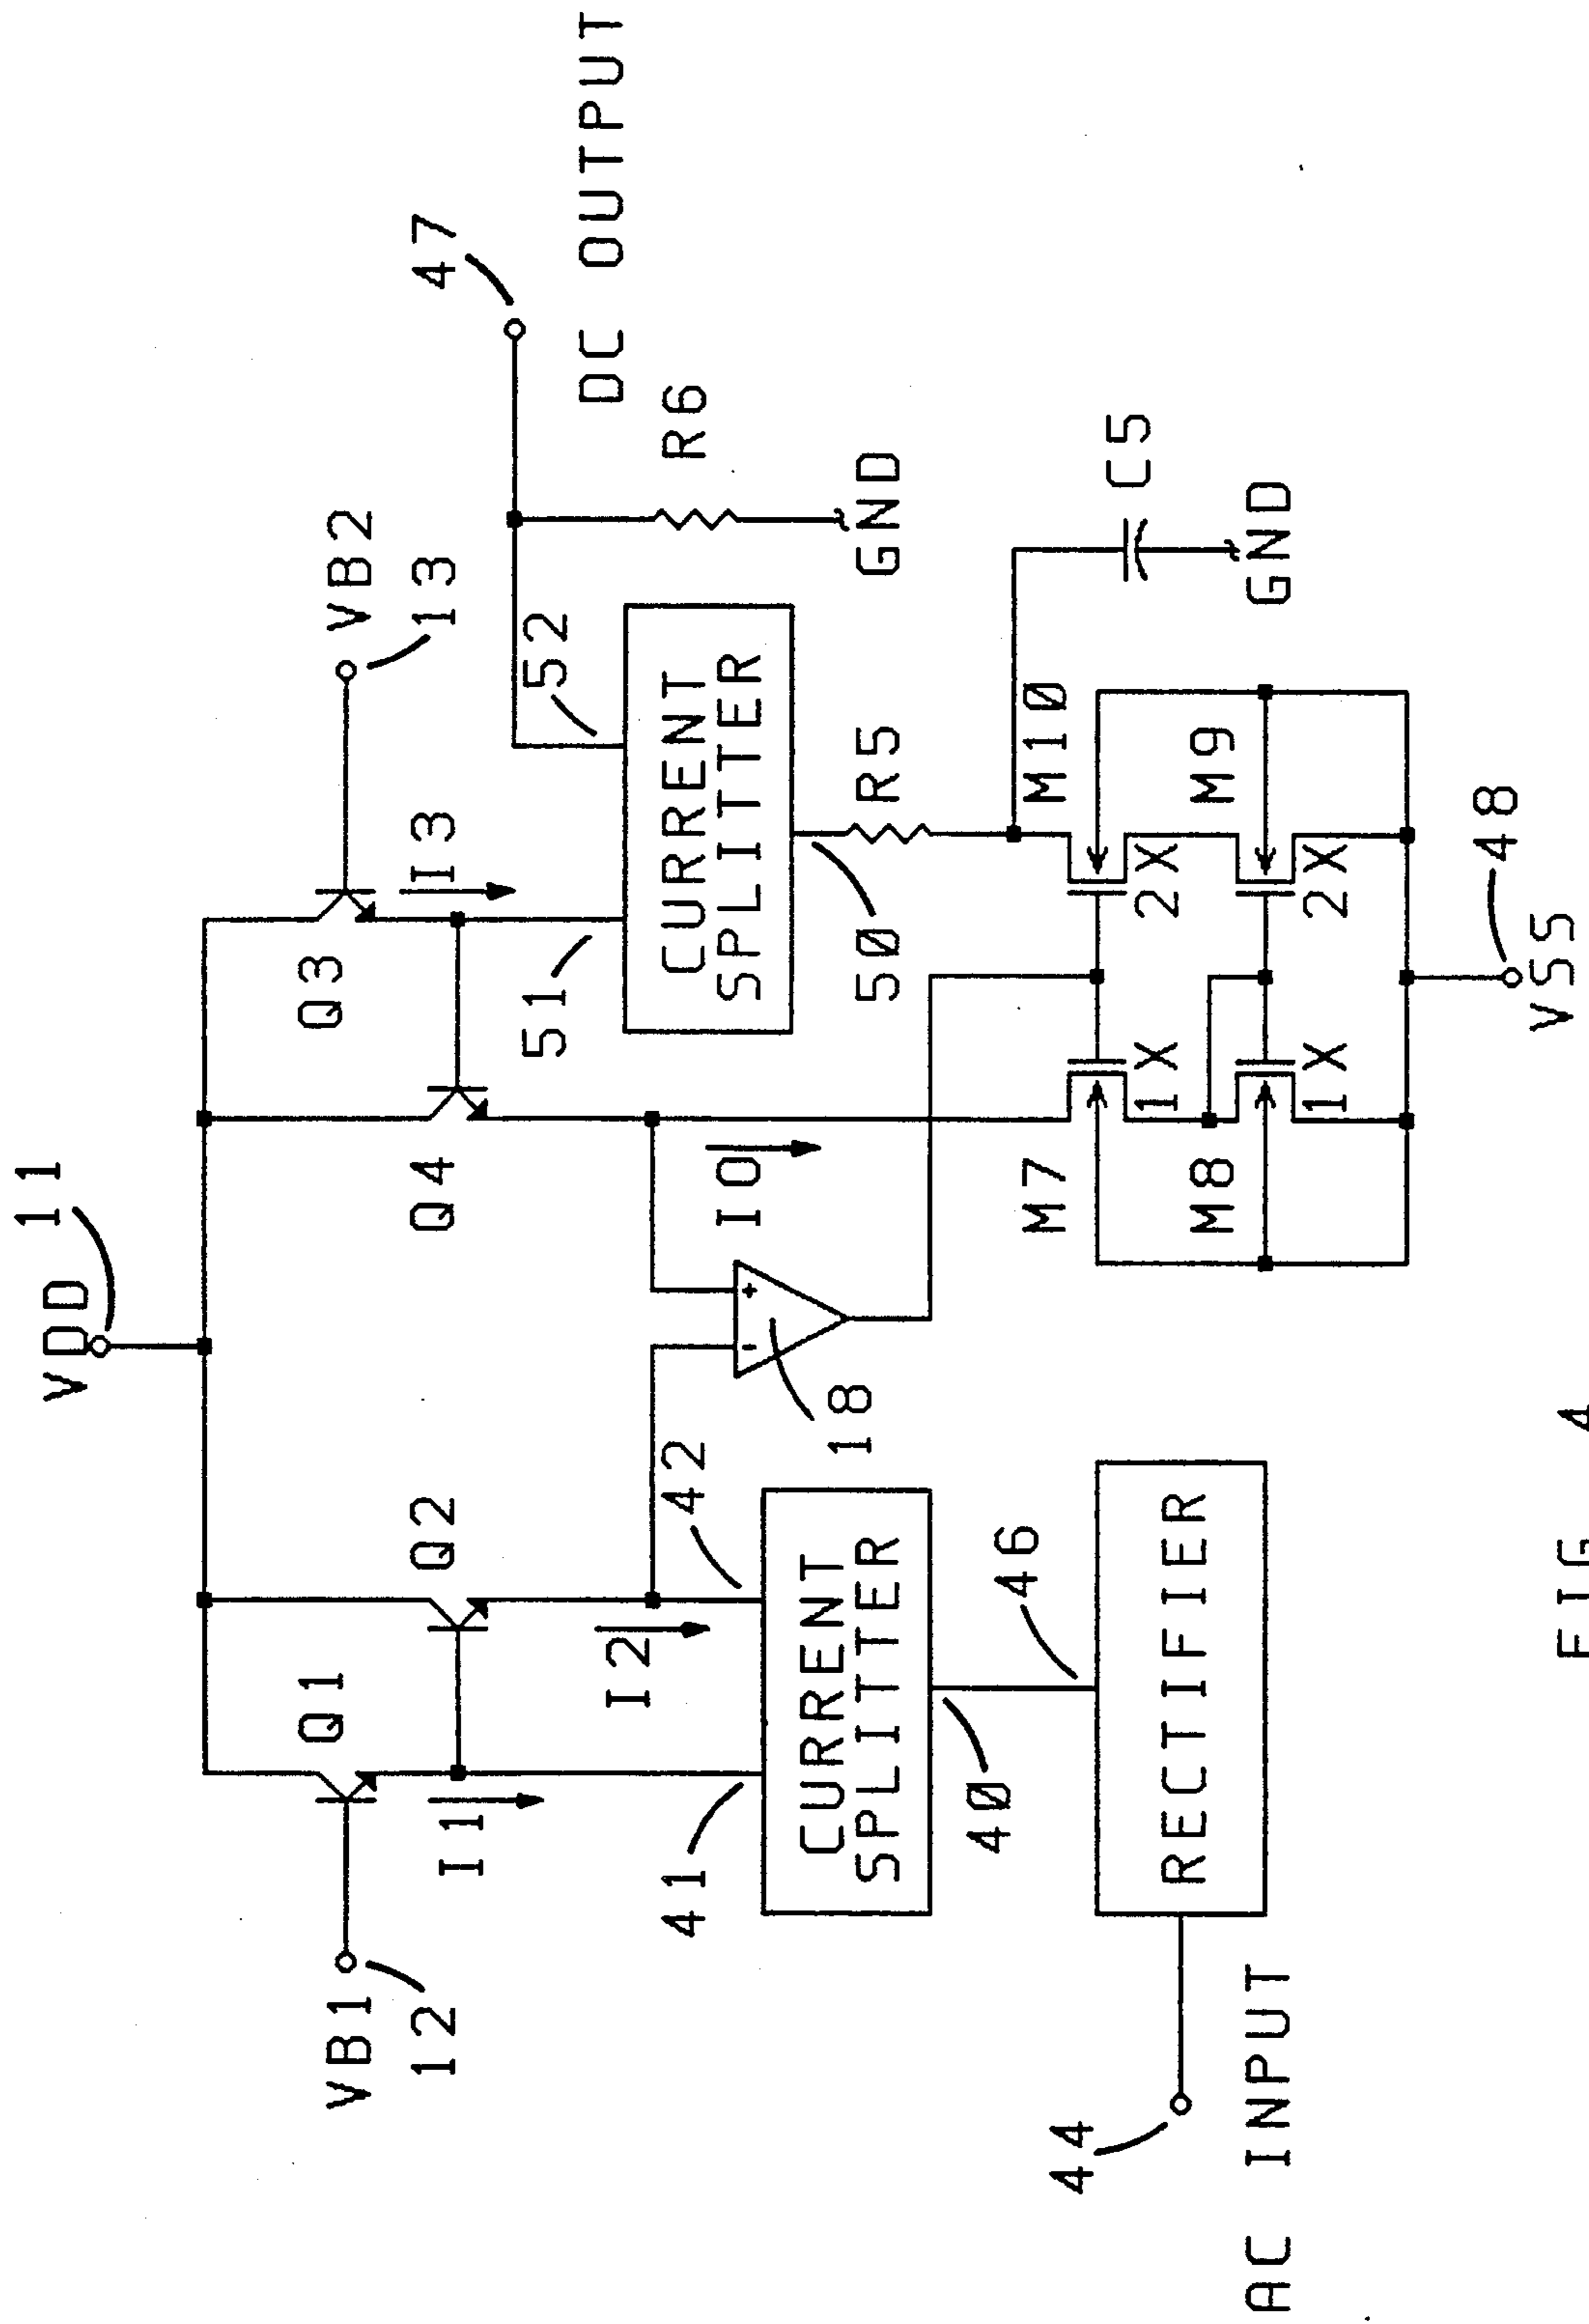 VDD
11
Q3
VB2
13
Q1
VB1
12
Q2
Q4
I3
47
I1
I2
51
52
DC OUTPUT
41
42
CURRENT
SPLITTER
R6
I0
CURRENT
SPLITTER
18
50
R5
GND
40
46
M7
M10
44
1X
2X
C5
RECTIFIER
M8
M9
AC INPUT
1X
2X
GND
48
VSS
FIG 4